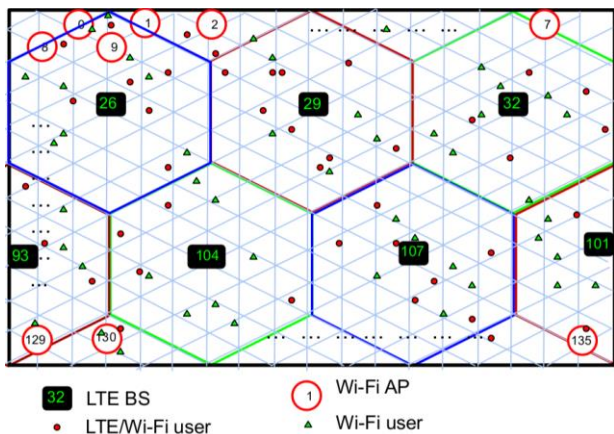 0 1 2 7
8 9
26 29 32
93 104 107 101
129 130 135
32 LTE BS 1 Wi-Fi AP
LTE/Wi-Fi user Wi-Fi user